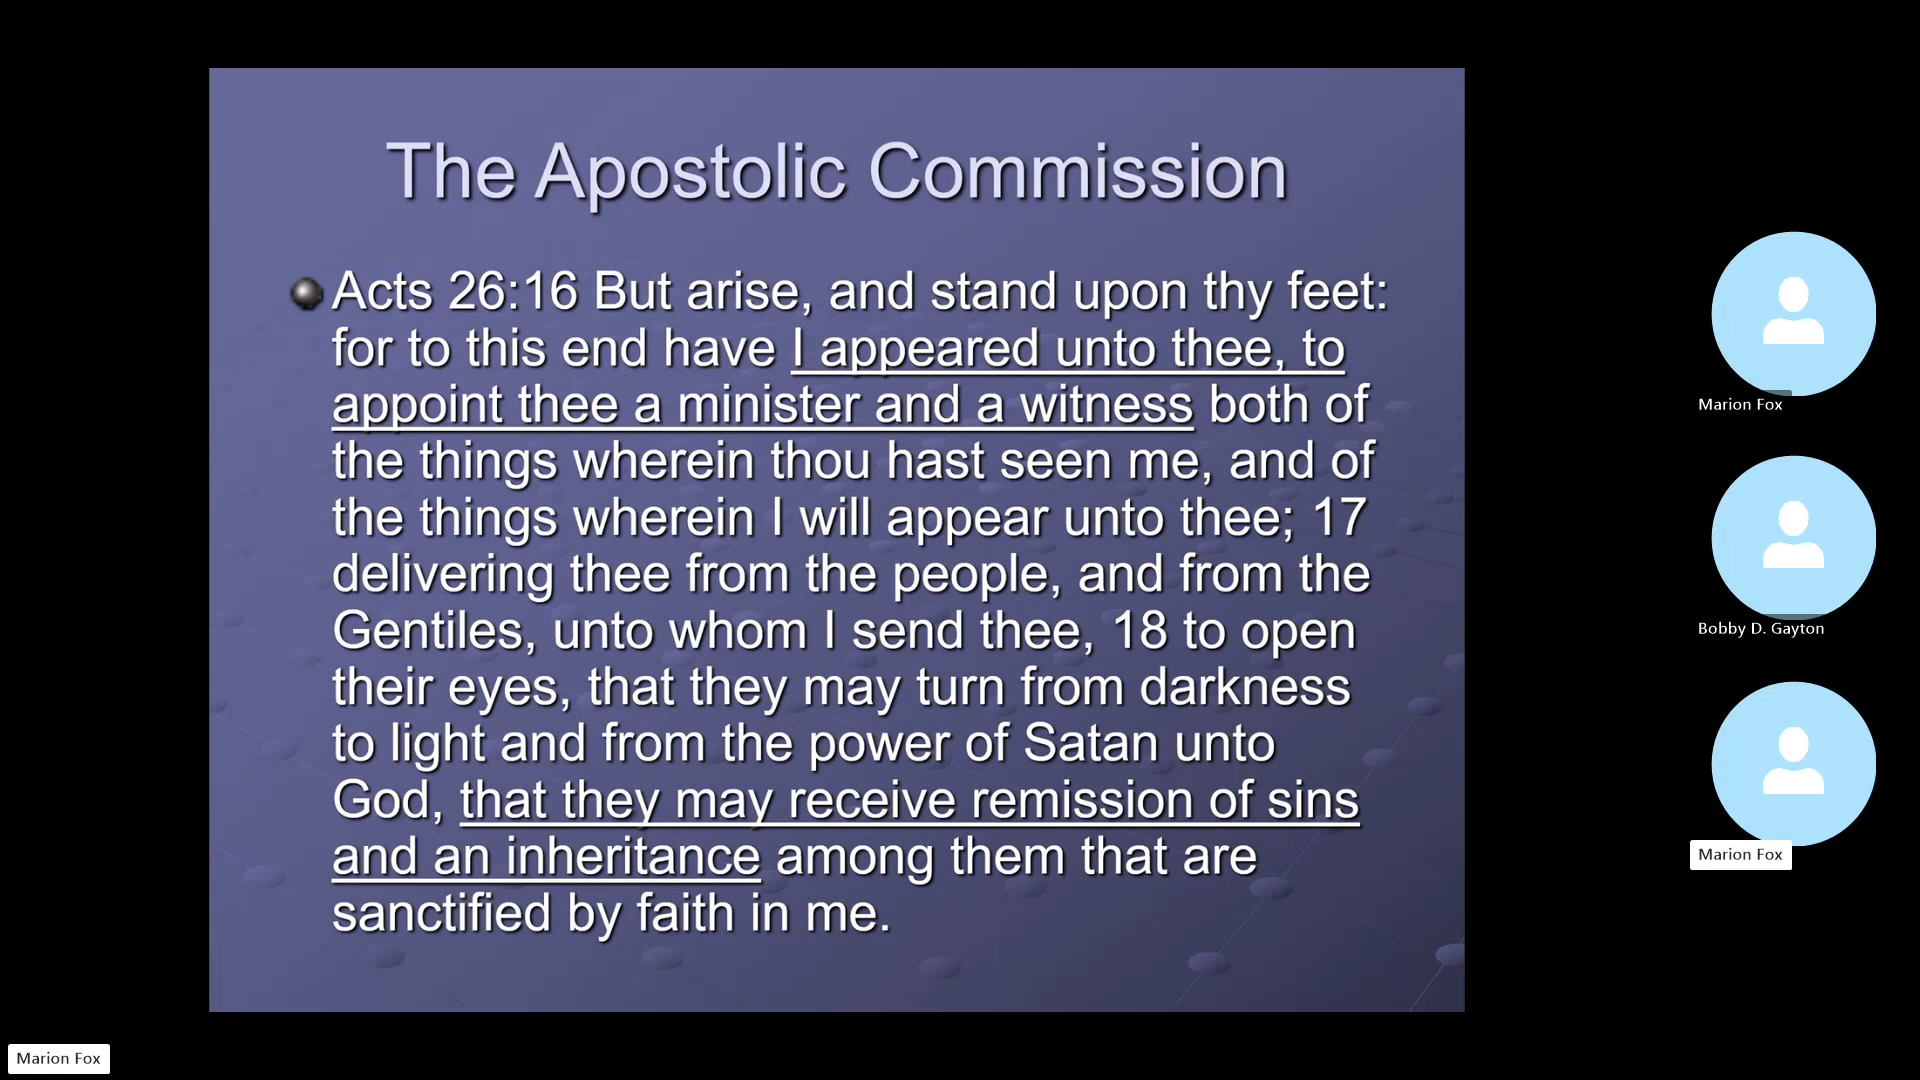 The Apostolic Commission
Acts 26:16 But arise, and stand upon thy feet:
for to this end have I appeared unto thee, to
appoint thee a minister and a witness both of
the things wherein thou hast seen me, and of
the things wherein I will appear unto thee; 17
delivering thee from the people, and from the
Gentiles, unto whom I send thee, 18 to open
their eyes, that they may turn from darkness
to light and from the power of Satan unto
God, that they may receive remission of sins
and an inheritance among them that are
sanctified by faith in me.
Marion Fox
Bobby D. Gayton
Marion Fox
Marion Fox